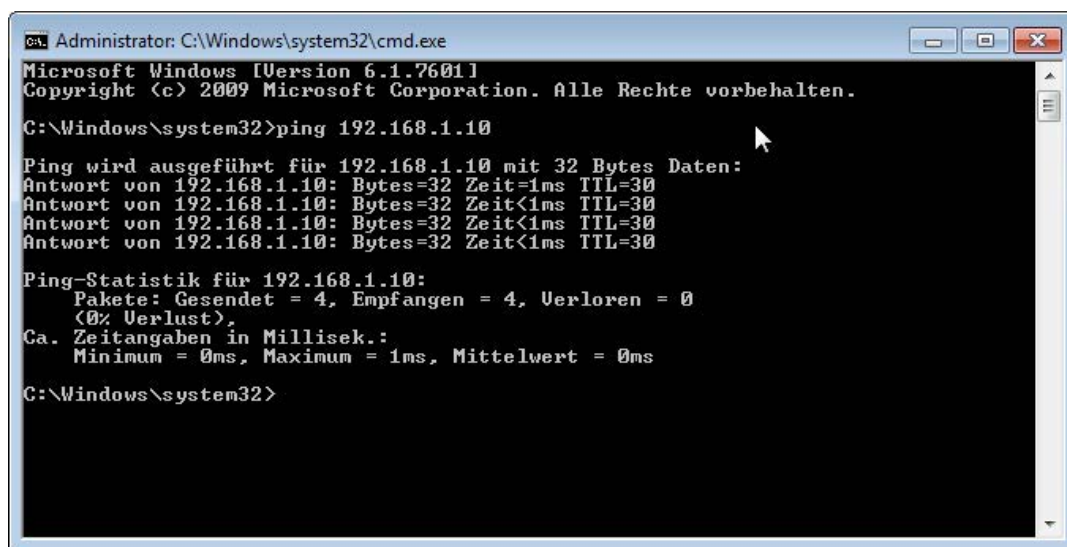 Administrator: C:\Windows\system32\cmd.exe
Microsoft Windows [Version 6.1.7601]
Copyright (c) 2009 Microsoft Corporation. Alle Rechte vorbehalten.
C:\Windows\system32>ping 192.168.1.10
Ping wird ausgeführt für 192.168.1.10 mit 32 Bytes Daten:
Antwort von 192.168.1.10: Bytes=32 Zeit=1ms TTL=30
Antwort von 192.168.1.10: Bytes=32 Zeit<1ms TTL=30
Antwort von 192.168.1.10: Bytes=32 Zeit<1ms TTL=30
Antwort von 192.168.1.10: Bytes=32 Zeit<1ms TTL=30
Ping-Statistik für 192.168.1.10:
Pakete: Gesendet = 4, Empfangen = 4, Verloren = 0
(0% Verlust),
Ca. Zeitangaben in Millisek.:
Minimum = 0ms, Maximum = 1ms, Mittelwert = 0ms
C:\Windows\system32>